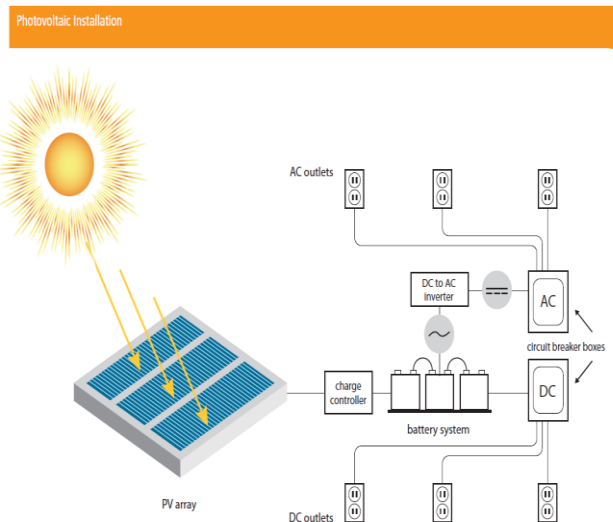 Photovoltaic Installation
AC outlets
DC to AC
inverter
AC
circuit breaker boxes
charge
controller
DC
battery system
PV array
DC outlets